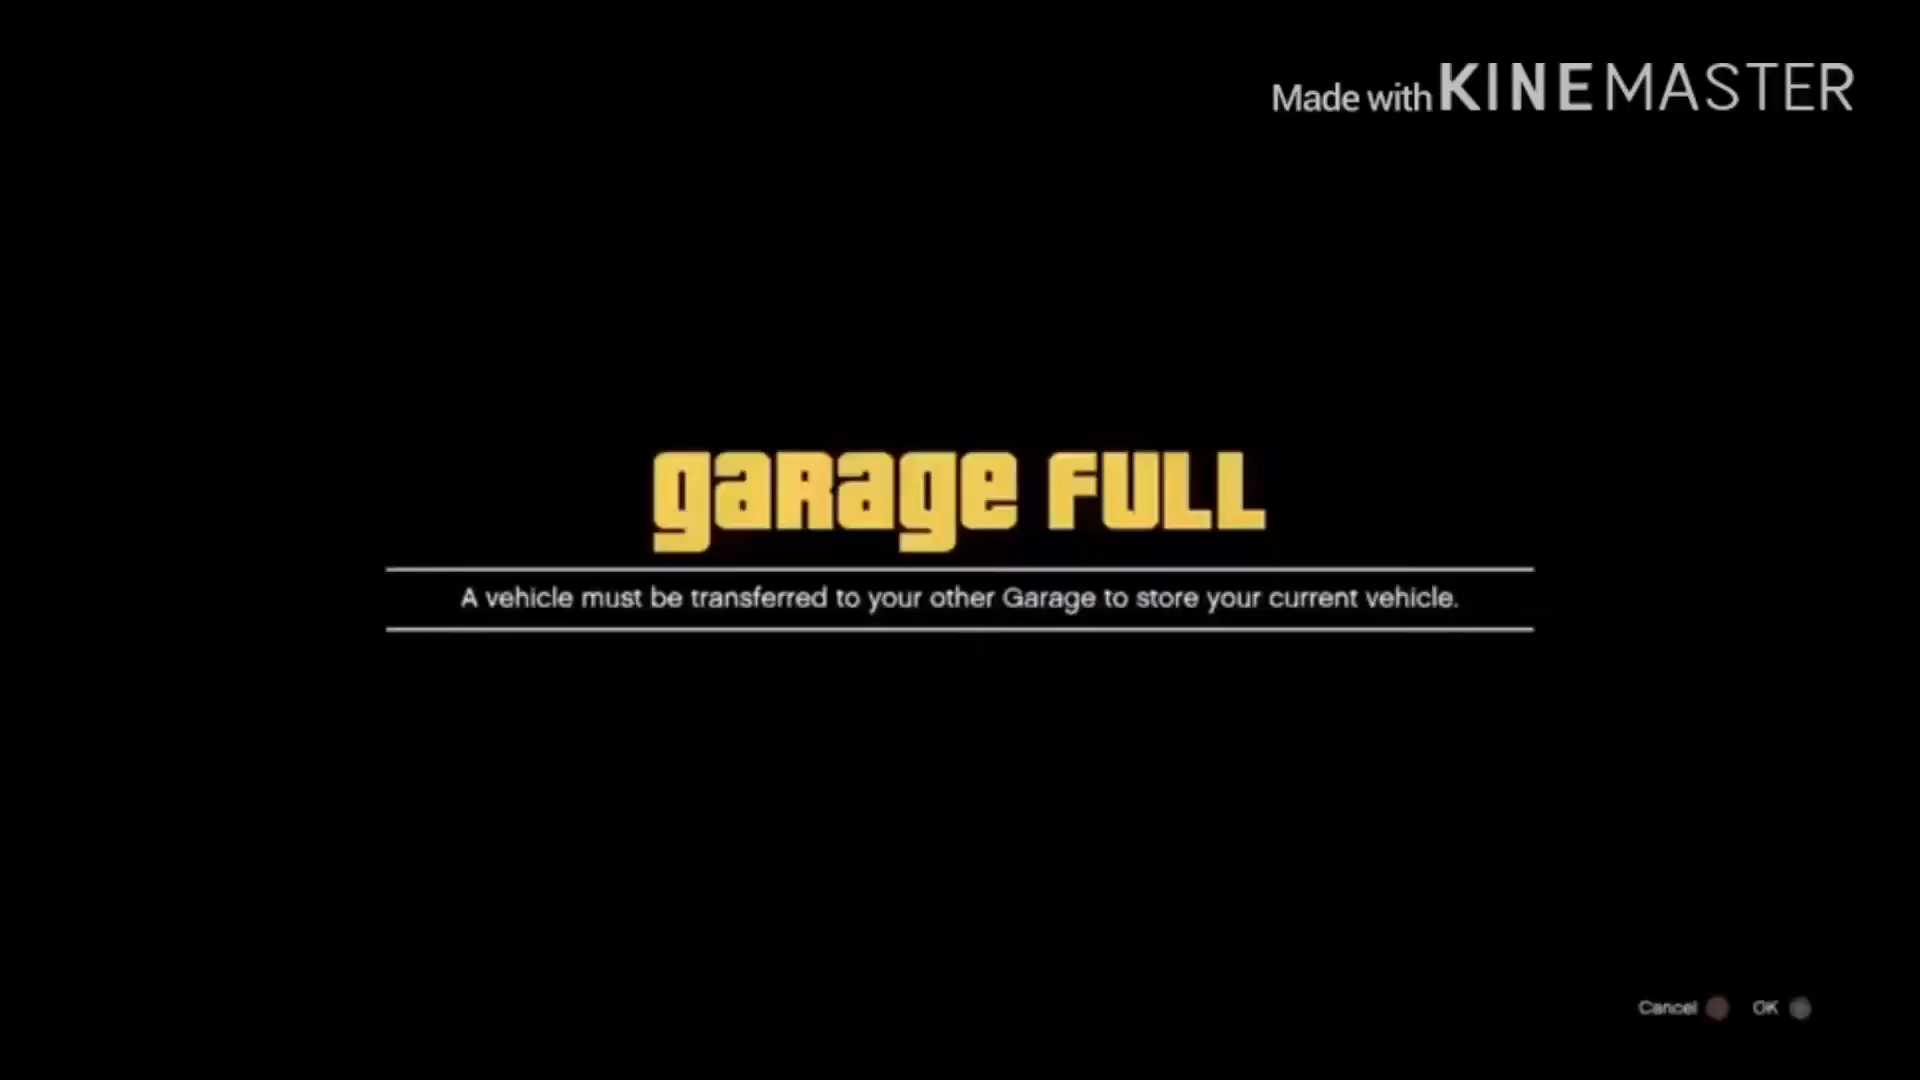 Made with KINEMASTER
garage FULL
A vehicle must be transferred to your other Garage to store your current vehicle.
Cancel OK